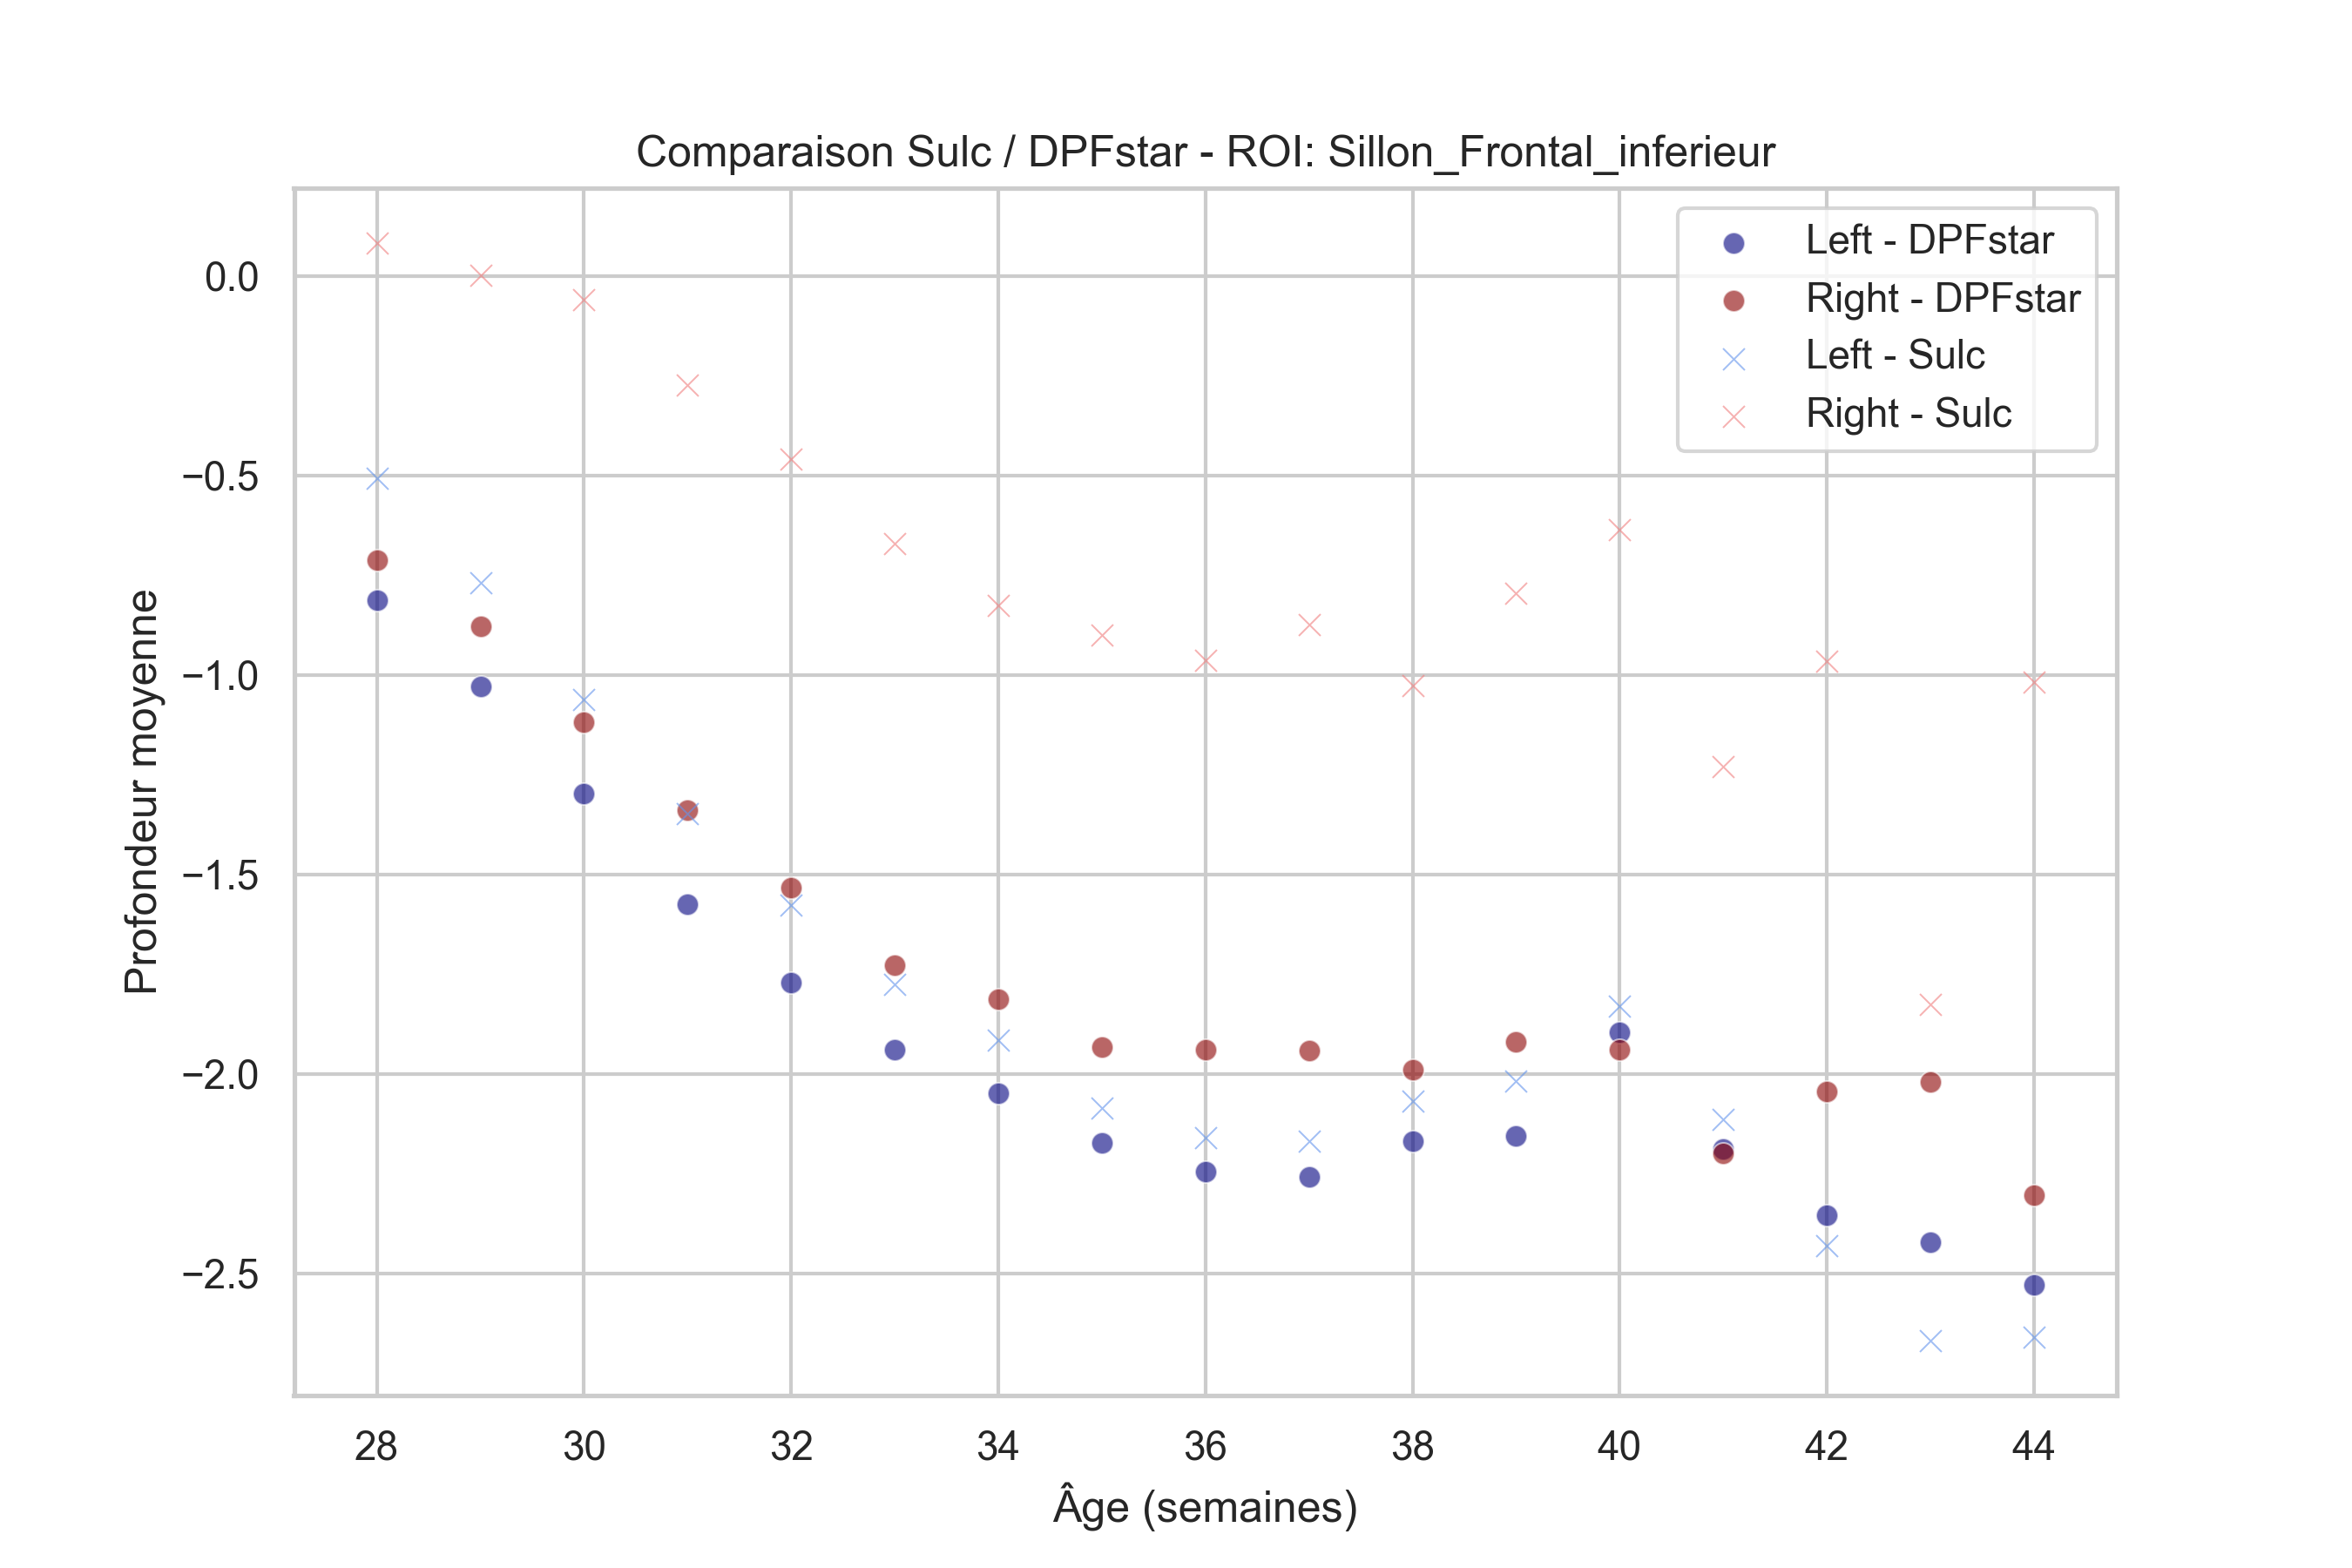 Comparaison Sulc / DPFstar - ROI: Sillon_Frontal_inferieur
Left - DPFstar
Right - DPFstar
Left - Sulc
Right - Sulc
0.0
−0.5
−1.0
−1.5
−2.0
−2.5
Profondeur moyenne
28 30 32 34 36 38 40 42 44
Âge (semaines)